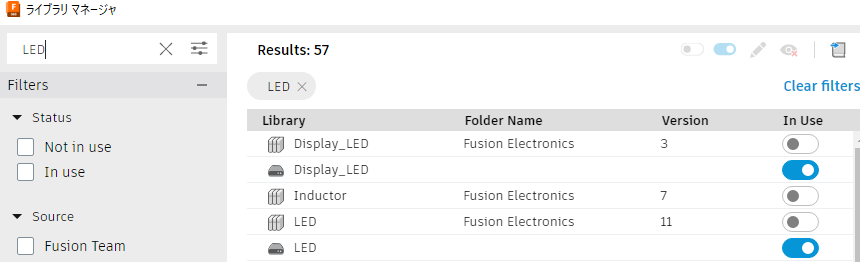 ライブラリ マネージャ
LED
Results: 57
Filters
LED
Clear filters
Status
Library Folder Name Version In Use
Not in use
Display_LED Fusion Electronics 3
In use
Display_LED
Inductor Fusion Electronics 7
Source
LED Fusion Electronics 11
Fusion Team
LED